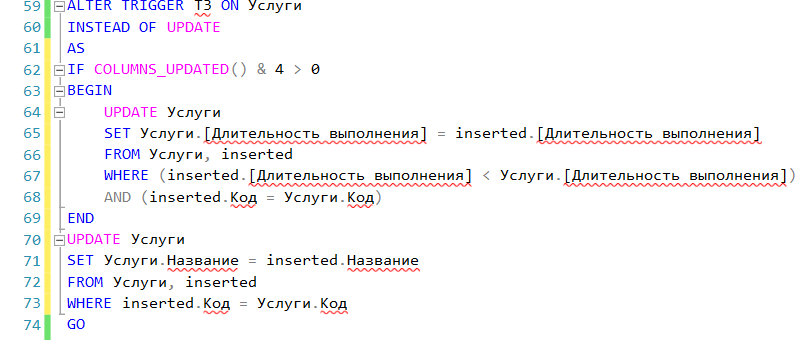 59 ALTER TRIGGER T3 ON Услуги
60 INSTEAD OF UPDATE
61 AS
62 IF COLUMNS_UPDATED() & 4 > 0
63 BEGIN
64 UPDATE Услуги
65 SET Услуги.[Длительность выполнения] = inserted.[Длительность выполнения]
66 FROM Услуги, inserted
67 WHERE (inserted.[Длительность выполнения] < Услуги.[Длительность выполнения])
68 AND (inserted.Код = Услуги.Код)
69 END
70 UPDATE Услуги
71 SET Услуги.Название = inserted.Название
72 FROM Услуги, inserted
73 WHERE inserted.Код = Услуги.Код
74 GO